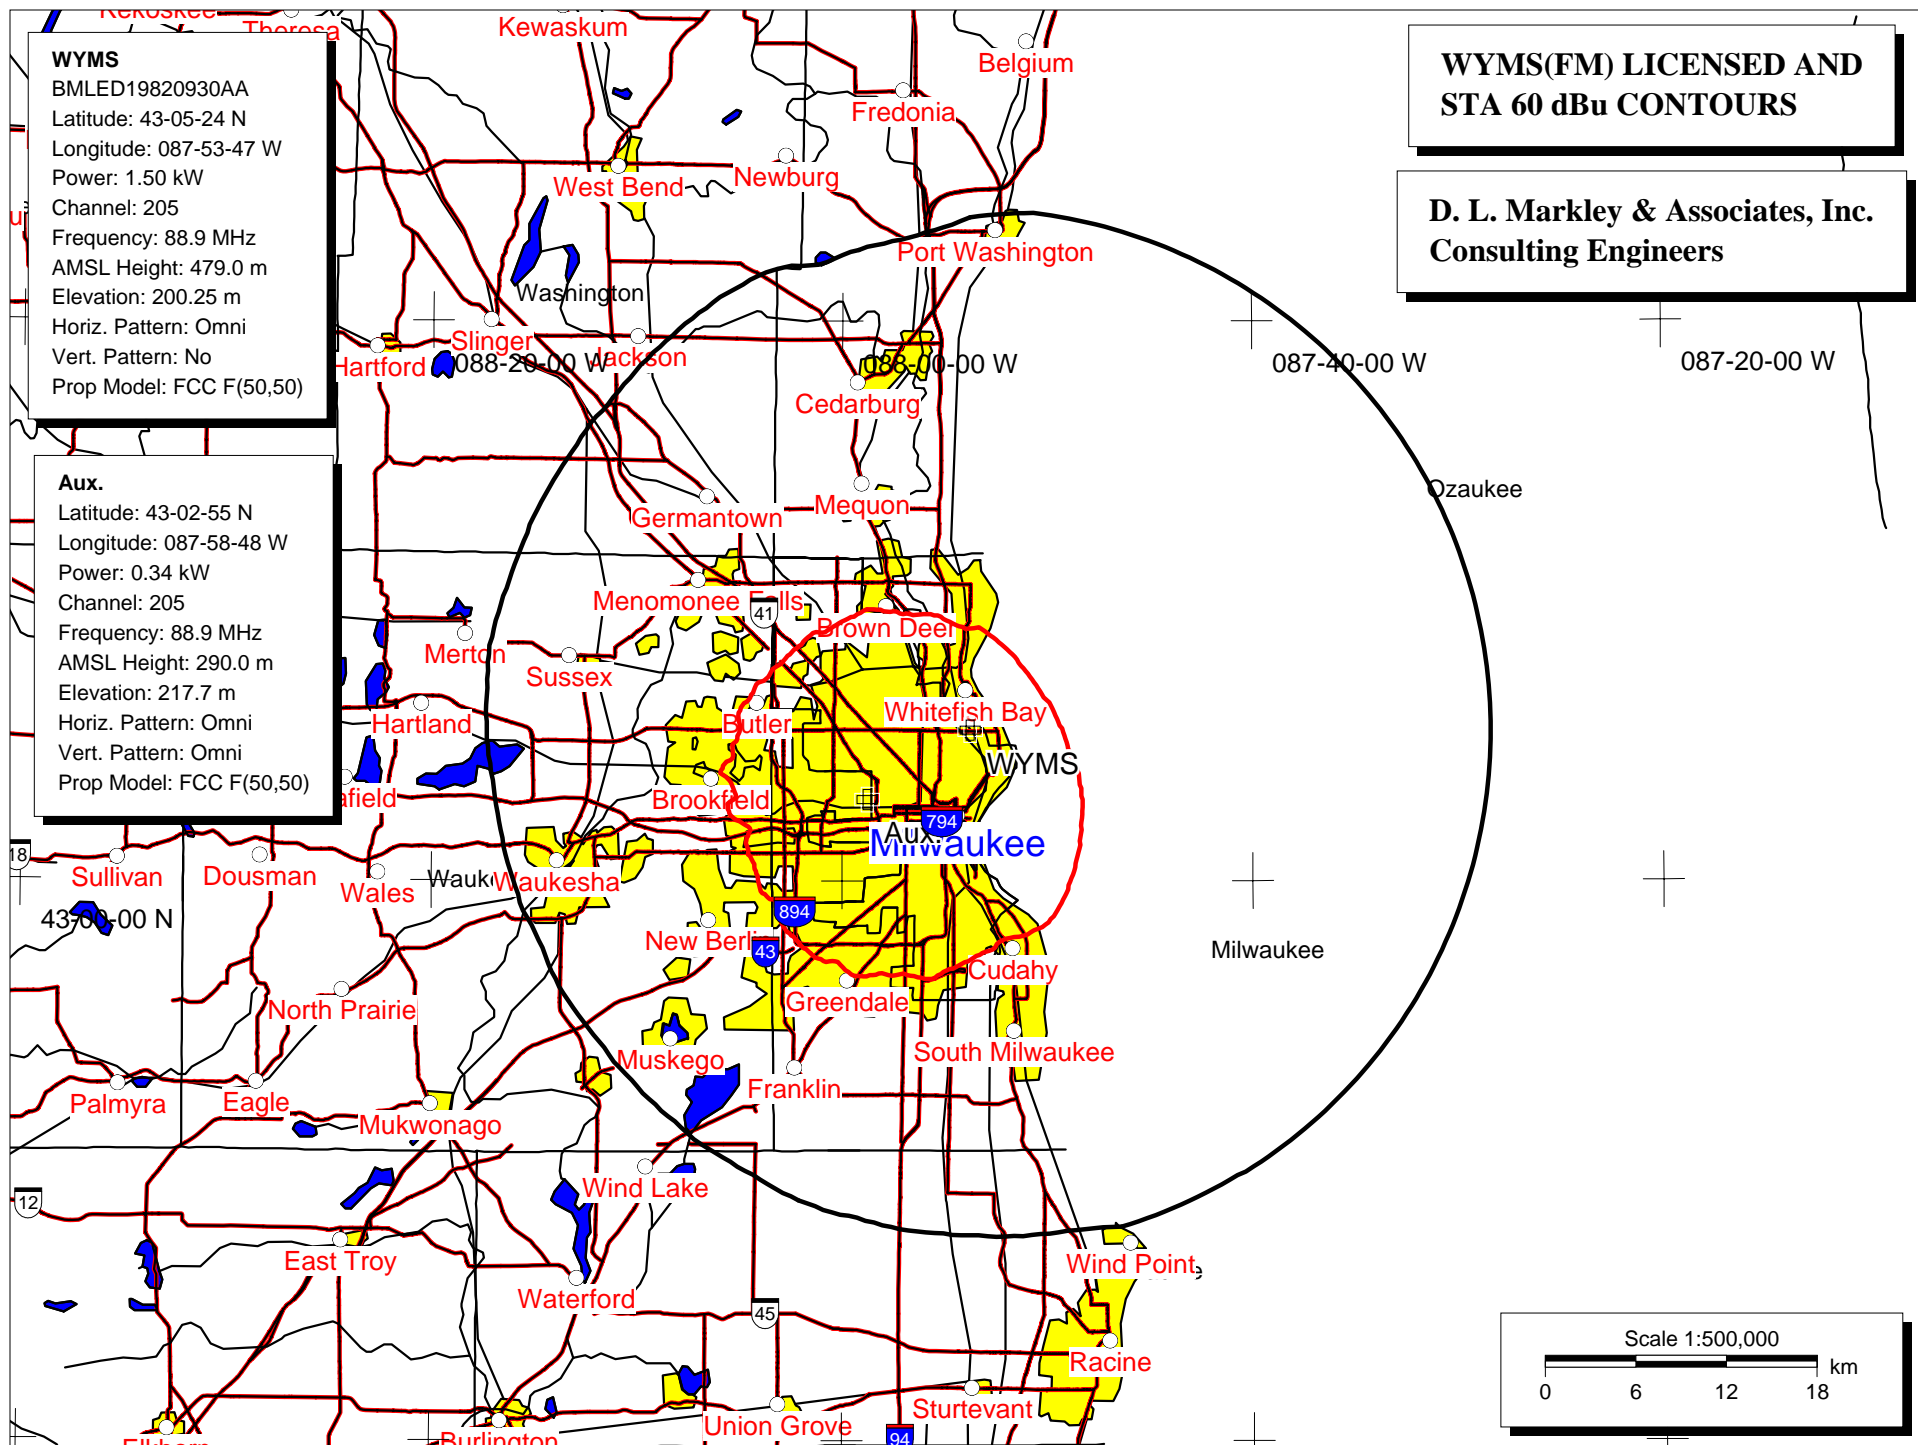 Kekoskee
Theresa
Kewaskum
Belgium
WYMS(FM) LICENSED AND
STA 60 dBu CONTOURS
WYMS
BMLED19820930AA
Latitude: 43-05-24 N
Longitude: 087-53-47 W
Power: 1.50 kW
Channel: 205
Frequency: 88.9 MHz
AMSL Height: 479.0 m
Elevation: 200.25 m
Horiz. Pattern: Omni
Vert. Pattern: No
Prop Model: FCC F(50,50)
Fredonia
West Bend
Newburg
D. L. Markley & Associates, Inc.
Consulting Engineers
Port Washington
Washington
Slinger
Jackson
Hartford
088-20-00 W
088-00-00 W
087-40-00 W
087-20-00 W
Cedarburg
Aux.
Latitude: 43-02-55 N
Longitude: 087-58-48 W
Power: 0.34 kW
Channel: 205
Frequency: 88.9 MHz
AMSL Height: 290.0 m
Elevation: 217.7 m
Horiz. Pattern: Omni
Vert. Pattern: Omni
Prop Model: FCC F(50,50)
Ozaukee
Mequon
Germantown
Menomonee Falls
41
Brown Deer
Merton
Sussex
Hartland
Butler
Whitefish Bay
WYMS
afield
Brookfield
794
Aux.
Milwaukee
18
Sullivan
Dousman
Wales
Wauk
Waukesha
43-00-00 N
894
New Berlin
43
Milwaukee
Cudahy
North Prairie
Greendale
Muskego
South Milwaukee
Franklin
Palmyra
Eagle
Mukwonago
Wind Lake
12
East Troy
Wind Point
Waterford
45
Racine
Scale 1:500,000
km
0 6 12 18
Sturtevant
Union Grove
Burlington
Elkhorn
94